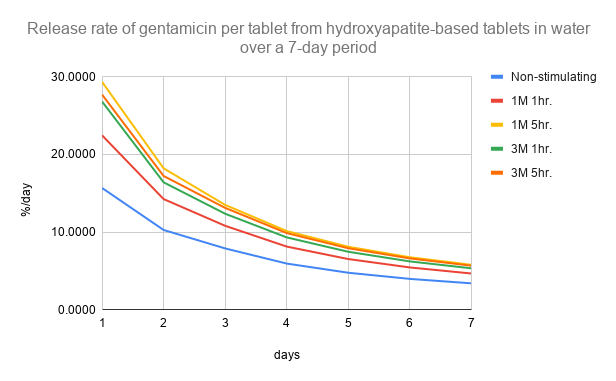 Release rate of gentamicin per tablet from hydroxyapatite-based tablets in water
over a 7-day period
30.0000
20.0000
10.0000
0.0000
%/day
1 2 3 4 5 6 7
days
Non-stimulating
1M 1hr.
1M 5hr.
3M 1hr.
3M 5hr.